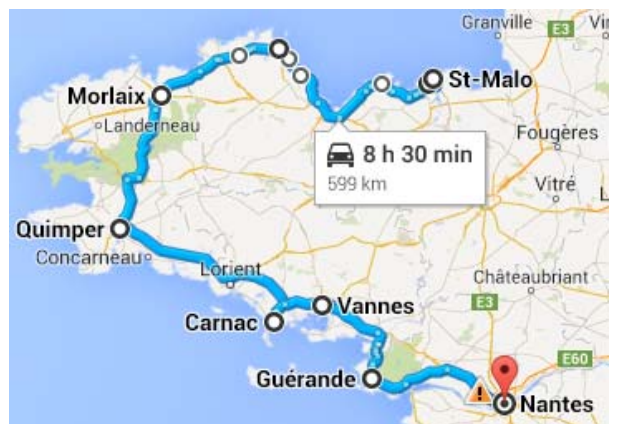 Granville
E3
Vir
St-Malo
Morlaix
Landerneau
8 h 30 min
599 km
Fougères
Vitré
L
Quimper
Concarneau
Lorient
Châteaubriant
Vannes
E3
Carnac
Guérande
E60
Nantes